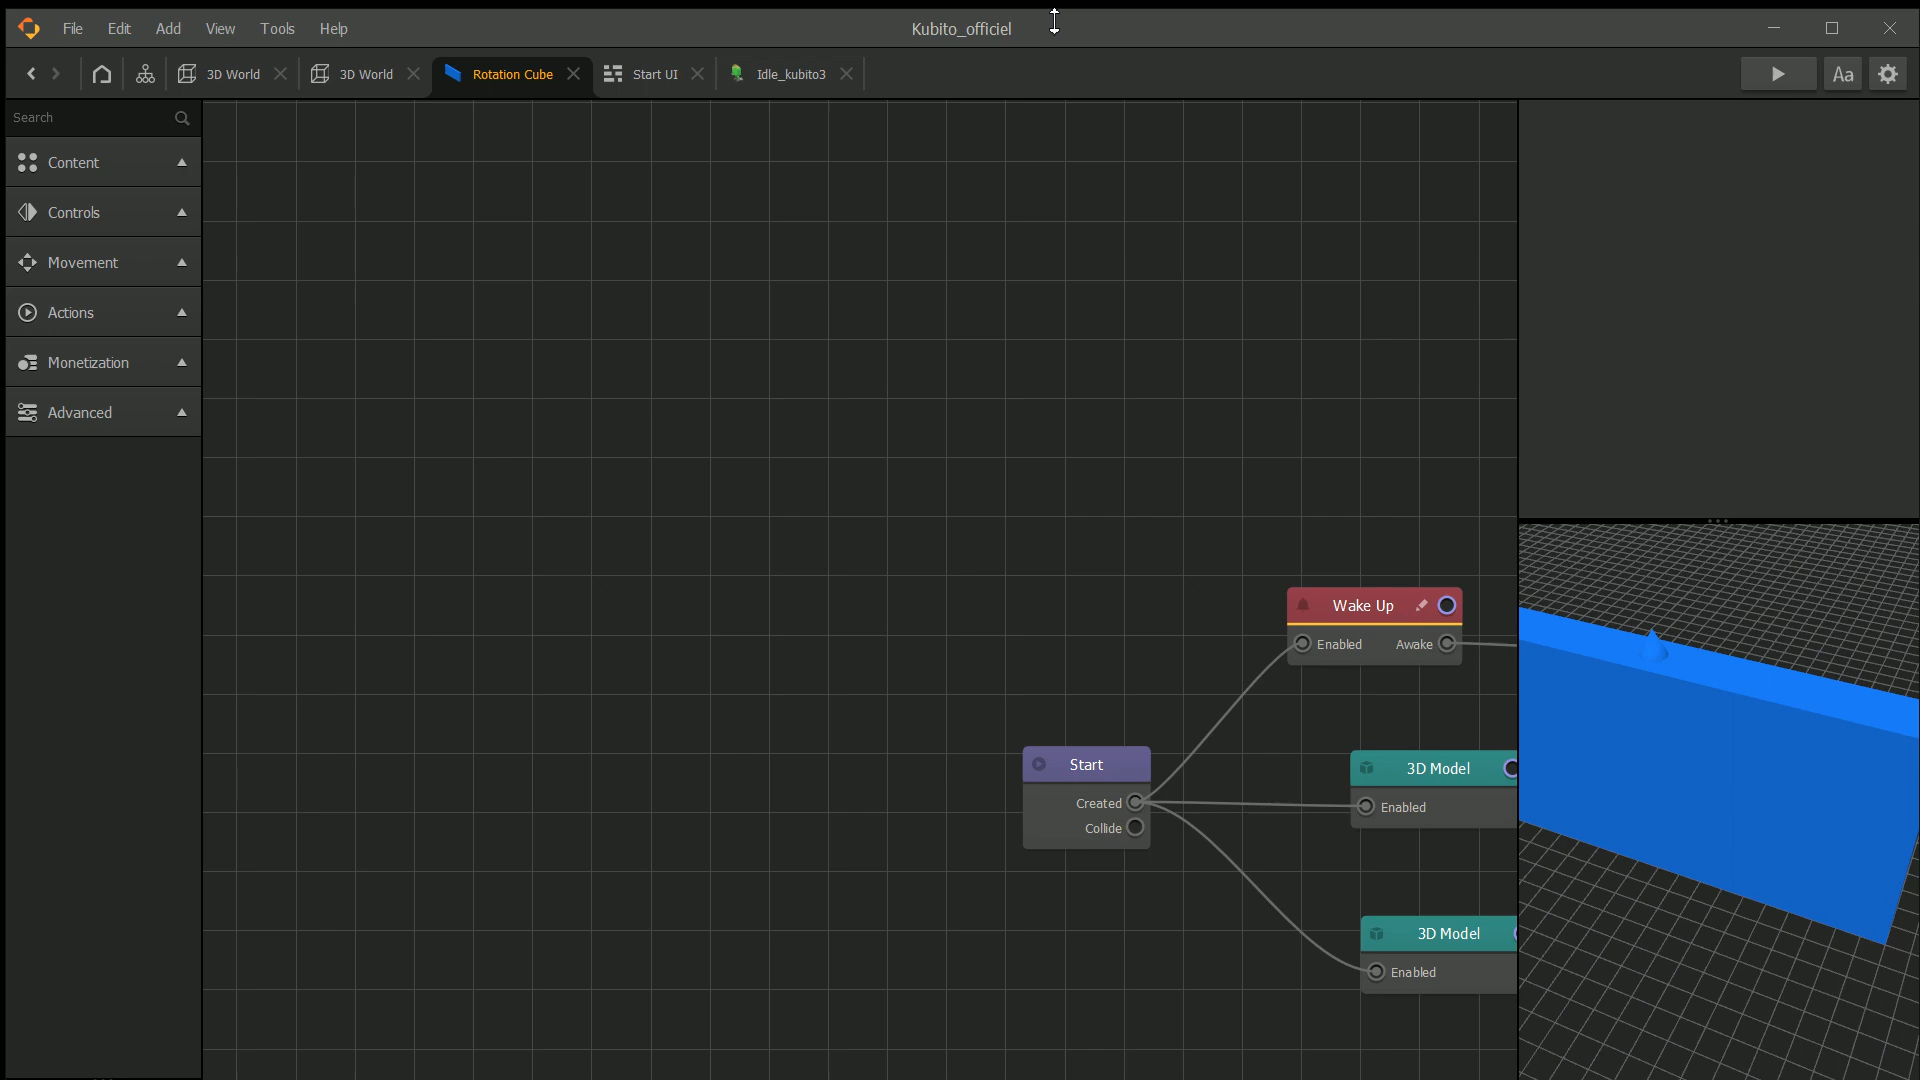 File Edit Add View Tools Help Kubito_officiel
3D World 3D World Rotation Cube Start UI Idle_kubito3 Aa
Search
Content
Controls
Movement
Actions
Monetization
Advanced
Wake Up
Enabled Awake
Start
Created
Collide
3D Model
Enabled
3D Model
Enabled